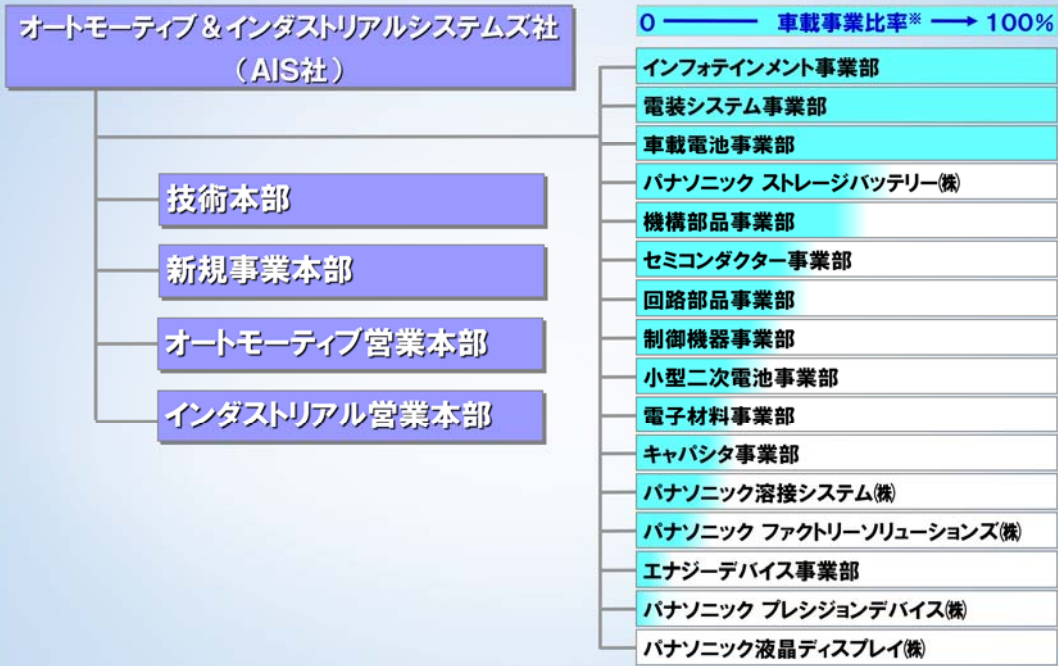 オートモーティブ&インダストリアルシステムズ社
(AIS社)
技術本部
新規事業本部
オートモーティブ営業本部
インダストリアル営業本部
0 車載事業比率※ → 100%
インフォテインメント事業部
電装システム事業部
車載電池事業部
パナソニック ストレージバッテリー㈱
機構部品事業部
セミコンダクター事業部
回路部品事業部
制御機器事業部
小型二次電池事業部
電子材料事業部
キャパシタ事業部
パナソニック溶接システム㈱
パナソニック ファクトリーソリューションズ㈱
エナジーデバイス事業部
パナソニック プレシジョンデバイス㈱
パナソニック液晶ディスプレイ㈱